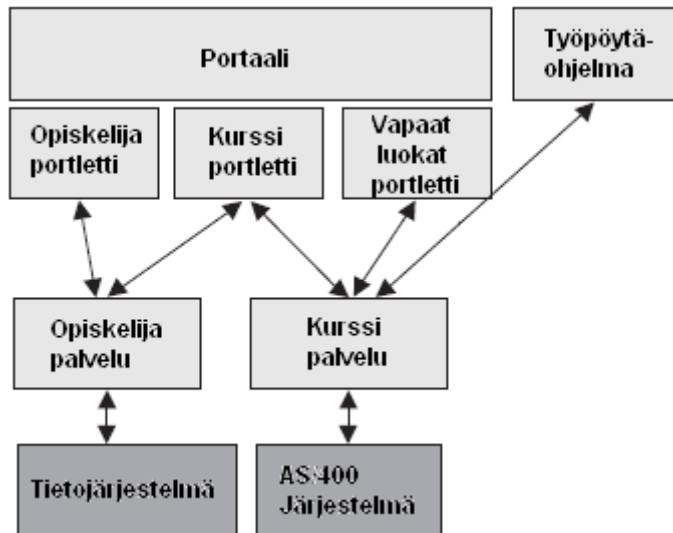 Portaali
Työpöytä-
ohjelma
Opiskelija
portletti
Kurssi
portletti
Vapaat
luokat
portletti
Opiskelija
palvelu
Kurssi
palvelu
Tietojärjestelmä
AS/400
Järjestelmä